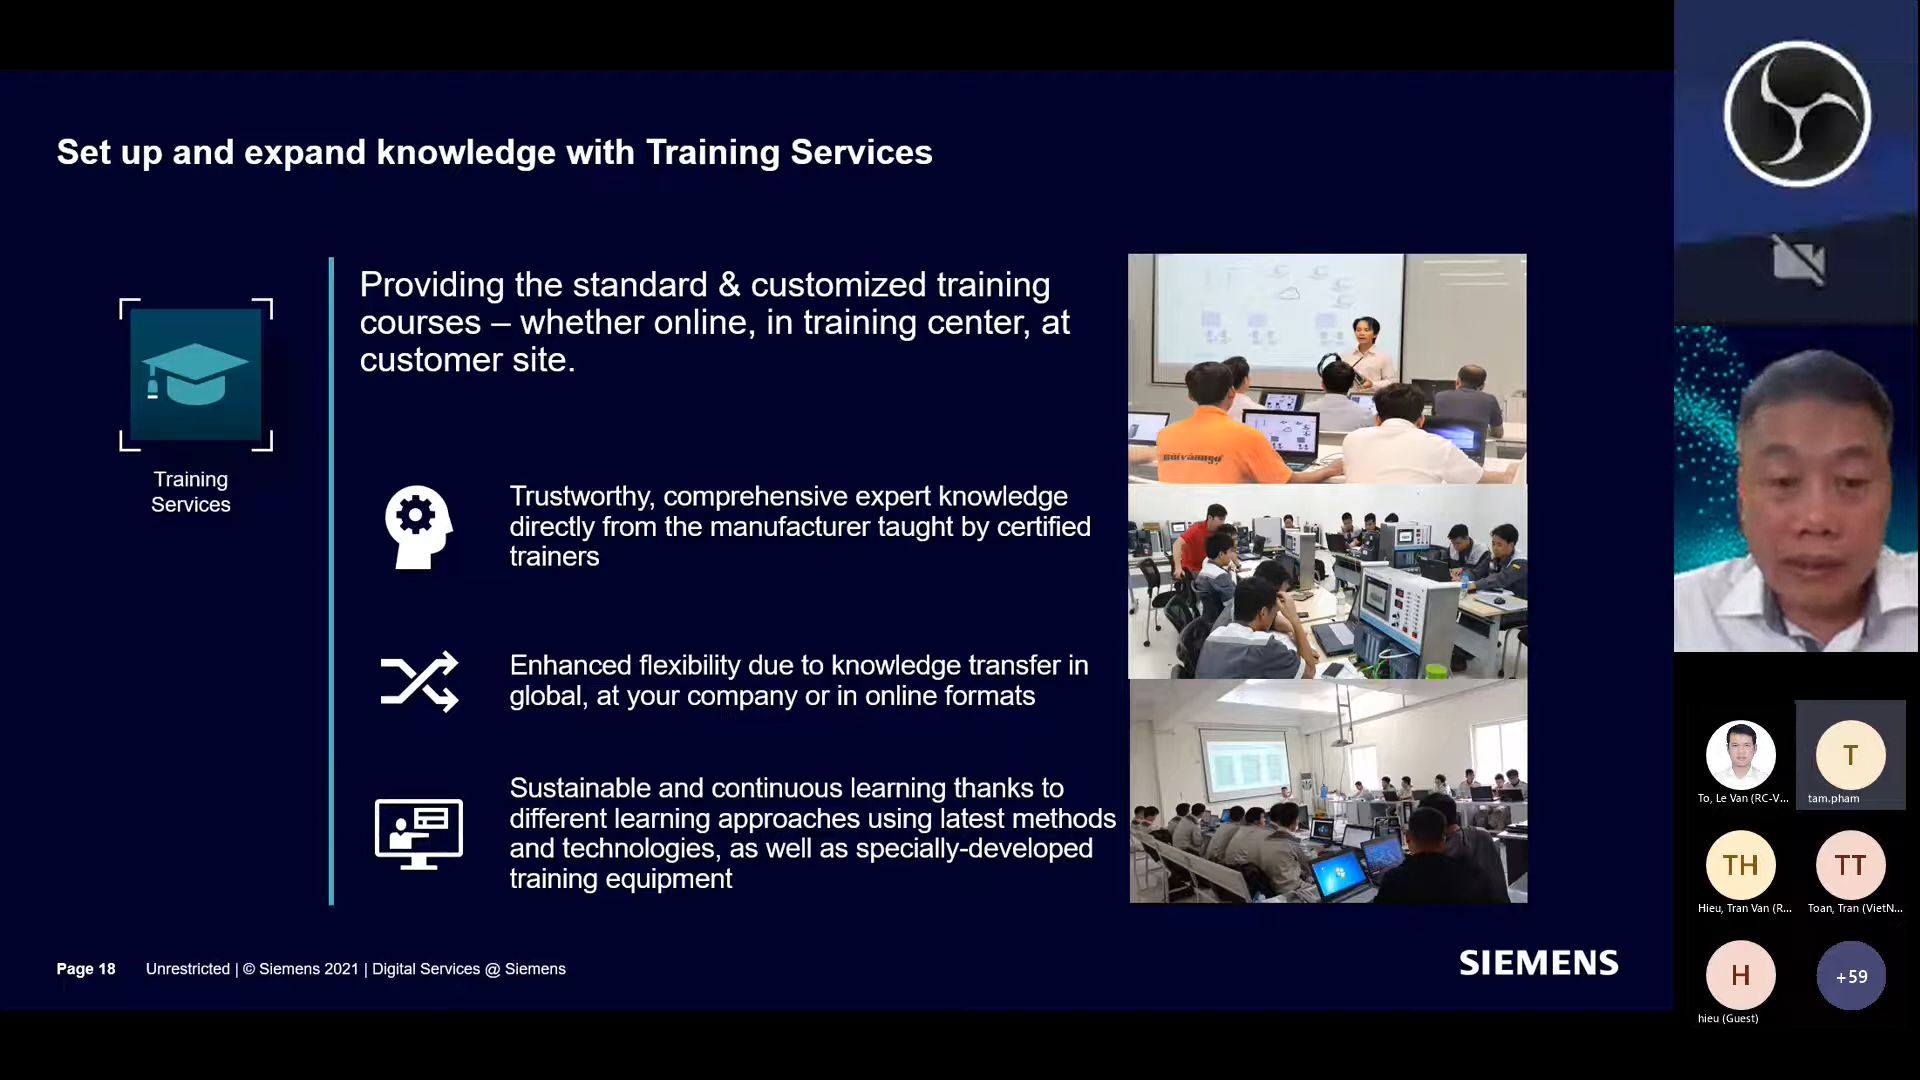 Set up and expand knowledge with Training Services
Training
Services
Providing the standard & customized training
courses – whether online, in training center, at
customer site.
Trustworthy, comprehensive expert knowledge
directly from the manufacturer taught by certified
trainers
Enhanced flexibility due to knowledge transfer in
global, at your company or in online formats
Sustainable and continuous learning thanks to
different learning approaches using latest methods
and technologies, as well as specially-developed
training equipment
Page 18
Unrestricted | © Siemens 2021 | Digital Services @ Siemens
SIEMENS
To, Le Van (RC-V...
T
tam.pham
TH
Hieu, Tran Van (R...
TT
Toan, Tran (VietN...
H
hieu (Guest)
+59